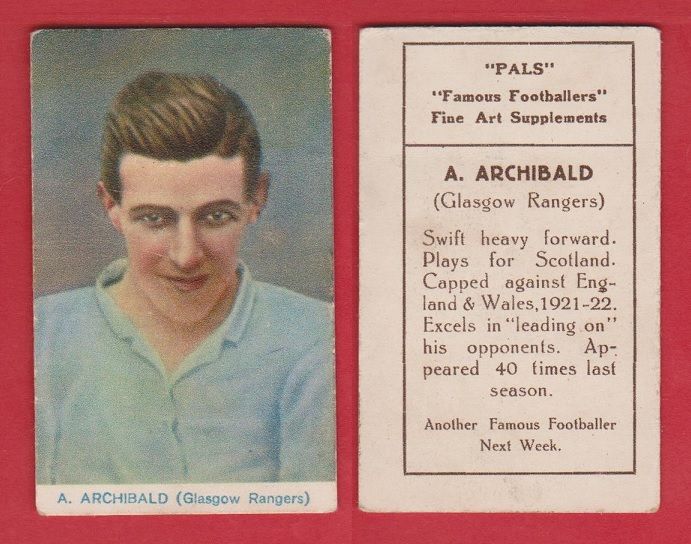 A. ARCHIBALD (Glasgow Rangers)
"PALS"
"Famous Footballers"
Fine Art Supplements
A. ARCHIBALD
(Glasgow Rangers)
Swift heavy forward.
Plays for Scotland.
Capped against Eng-
land & Wales, 1921-22.
Excels in "leading on"
his opponents. Ap-
peared 40 times last
season.
Another Famous Footballer
Next Week.